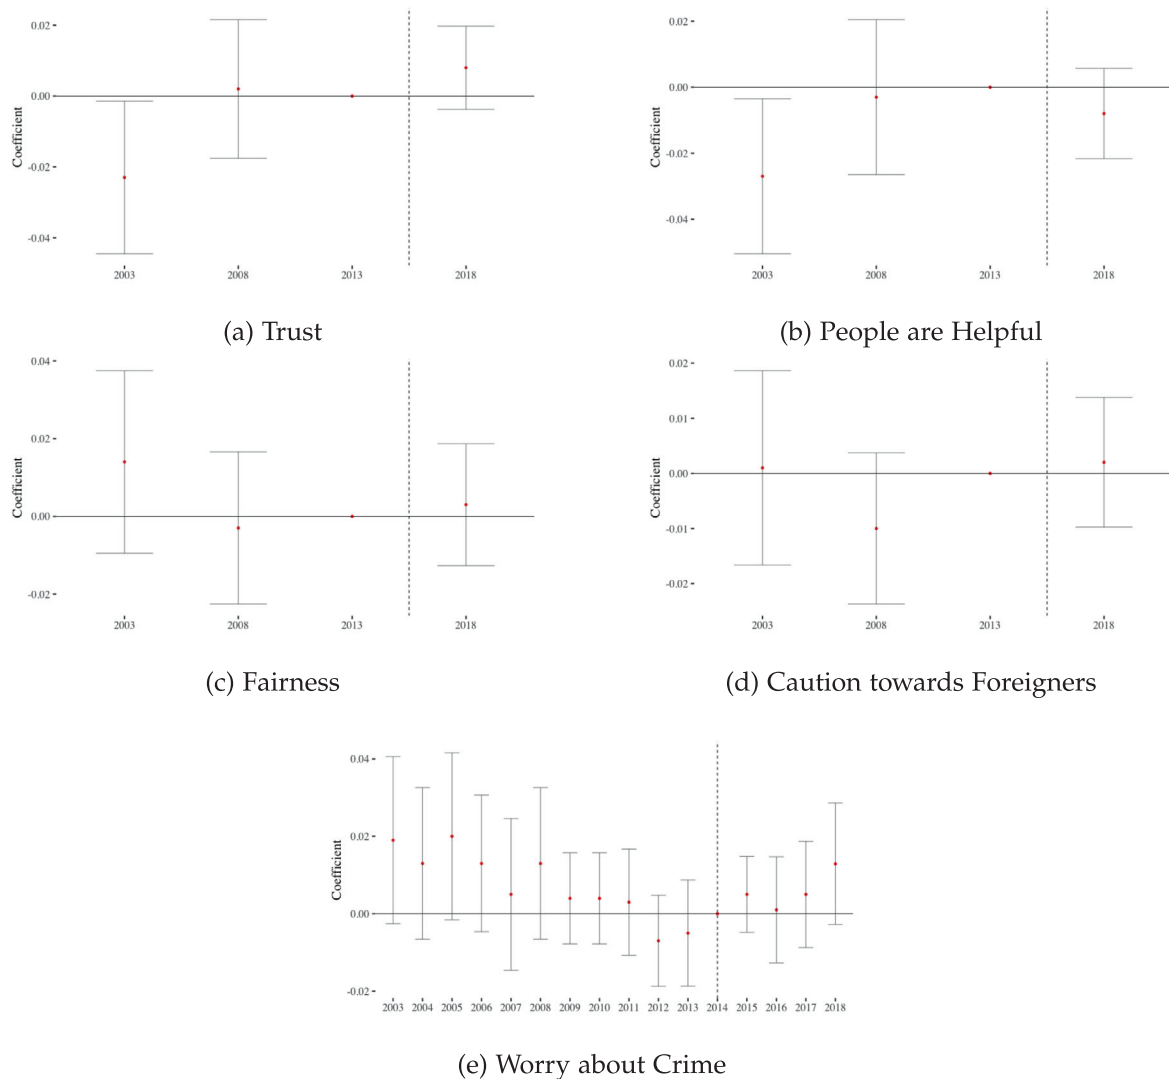 0.02
0.00
-0.02
-0.04
Coefficient
2003 2008 2013 2018
(a) Trust
0.02
0.00
-0.02
-0.04
Coefficient
2003 2008 2013 2018
(b) People are Helpful
0.04
0.02
0.00
-0.02
Coefficient
2003 2008 2013 2018
(c) Fairness
0.02
0.01
0.00
-0.01
-0.02
Coefficient
2003 2008 2013 2018
(d) Caution towards Foreigners
0.04
0.02
0.00
-0.02
Coefficient
2003 2004 2005 2006 2007 2008 2009 2010 2011 2012 2013 2014 2015 2016 2017 2018
(e) Worry about Crime